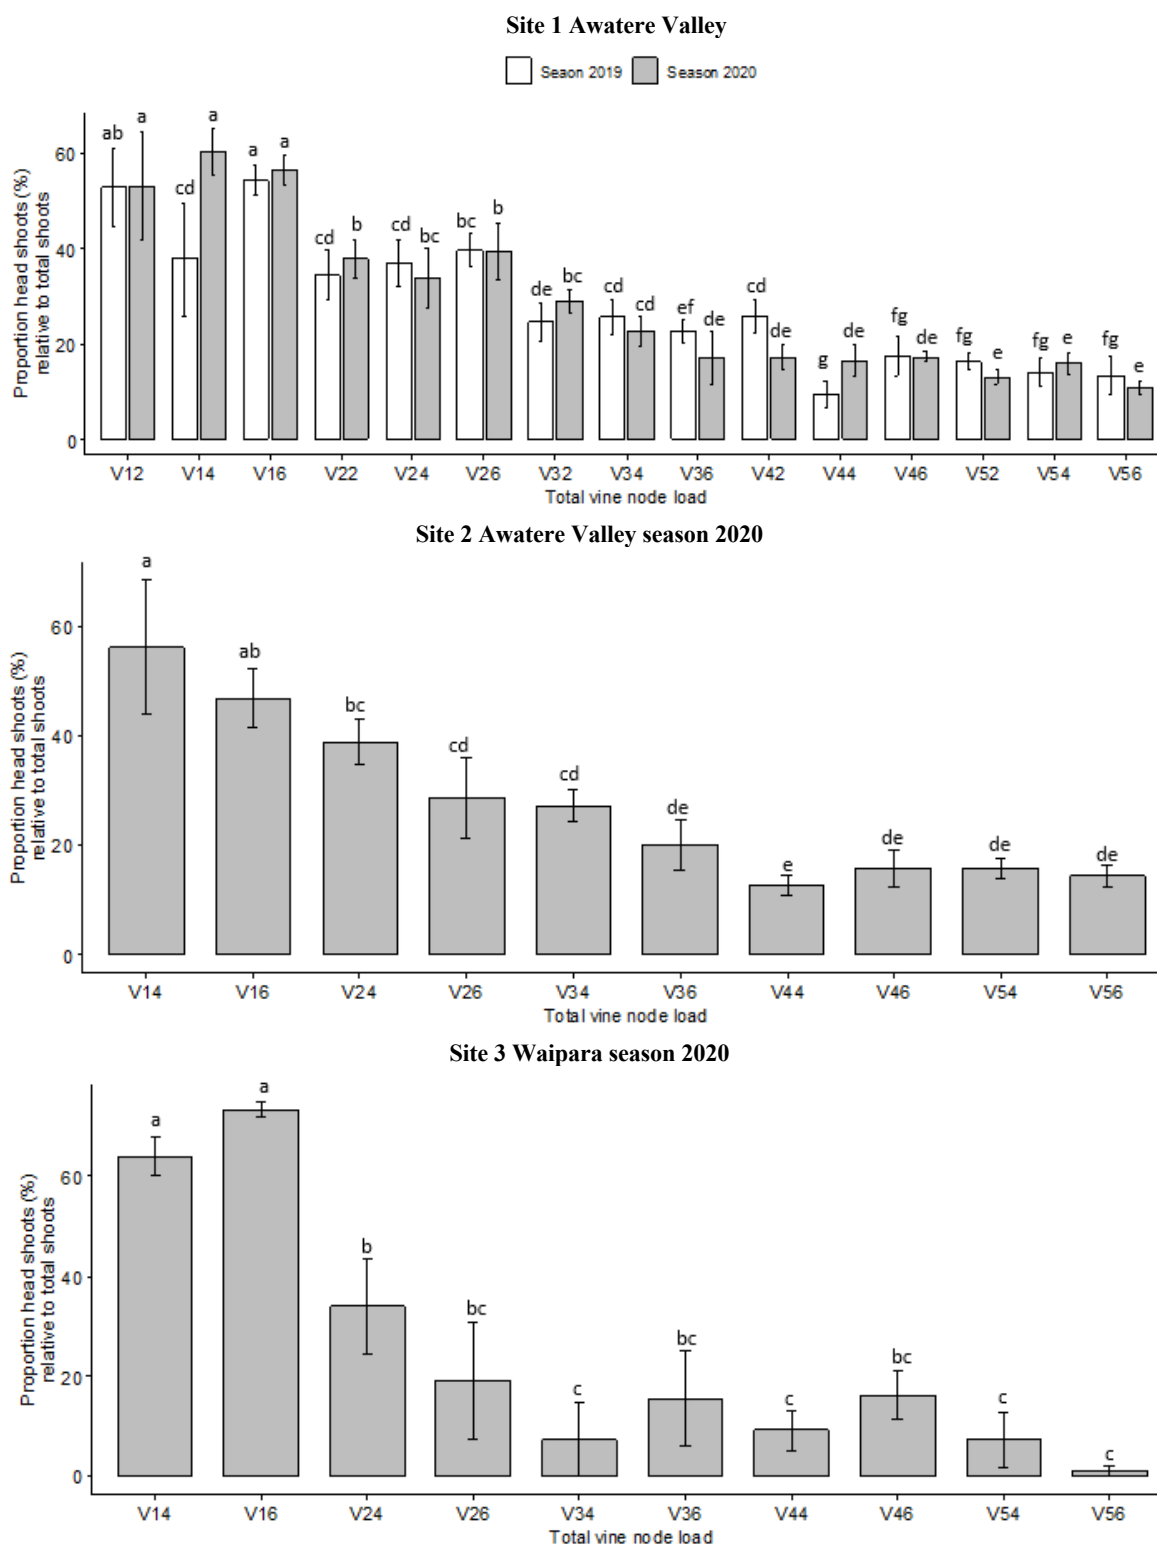 Site 1 Awatere Valley
Seaon 2019 Season 2020
Proportion head shoots (%)
relative to total shoots
60
40
20
0
ab a cd a a a cd b cd bc bc b de bc cd cd ef de cd de g de fg de fg e fg e fg e
V12 V14 V16 V22 V24 V26 V32 V34 V36 V42 V44 V46 V52 V54 V56
Total vine node load
Site 2 Awatere Valley season 2020
Proportion head shoots (%)
relative to total shoots
60
40
20
0
a ab bc cd cd de e de de de
V14 V16 V24 V26 V34 V36 V44 V46 V54 V56
Total vine node load
Site 3 Waipara season 2020
Proportion head shoots (%)
relative to total shoots
60
40
20
0
a a b bc c bc c bc c c
V14 V16 V24 V26 V34 V36 V44 V46 V54 V56
Total vine node load